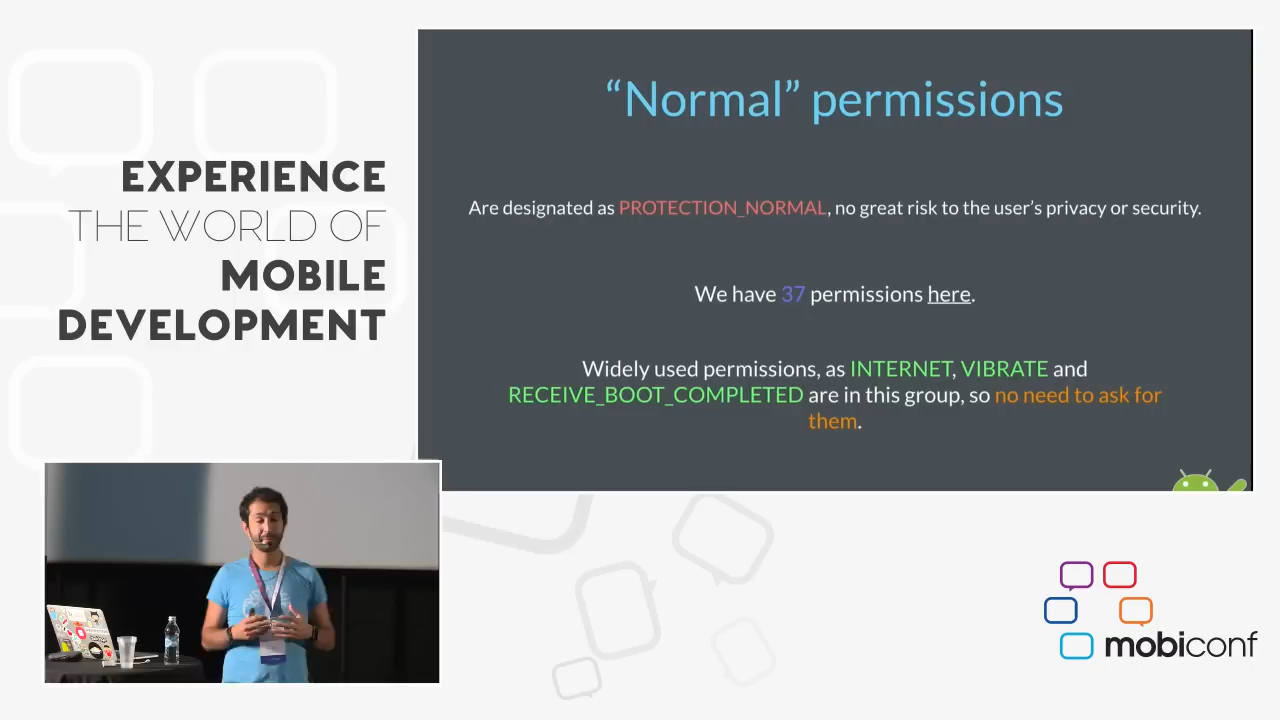 EXPERIENCE
THE WORLD OF
MOBILE
DEVELOPMENT
“Normal” permissions
Are designated as PROTECTION_NORMAL, no great risk to the user’s privacy or security.
We have 37 permissions here.
Widely used permissions, as INTERNET, VIBRATE and
RECEIVE_BOOT_COMPLETED are in this group, so no need to ask for
them.
mobiconf